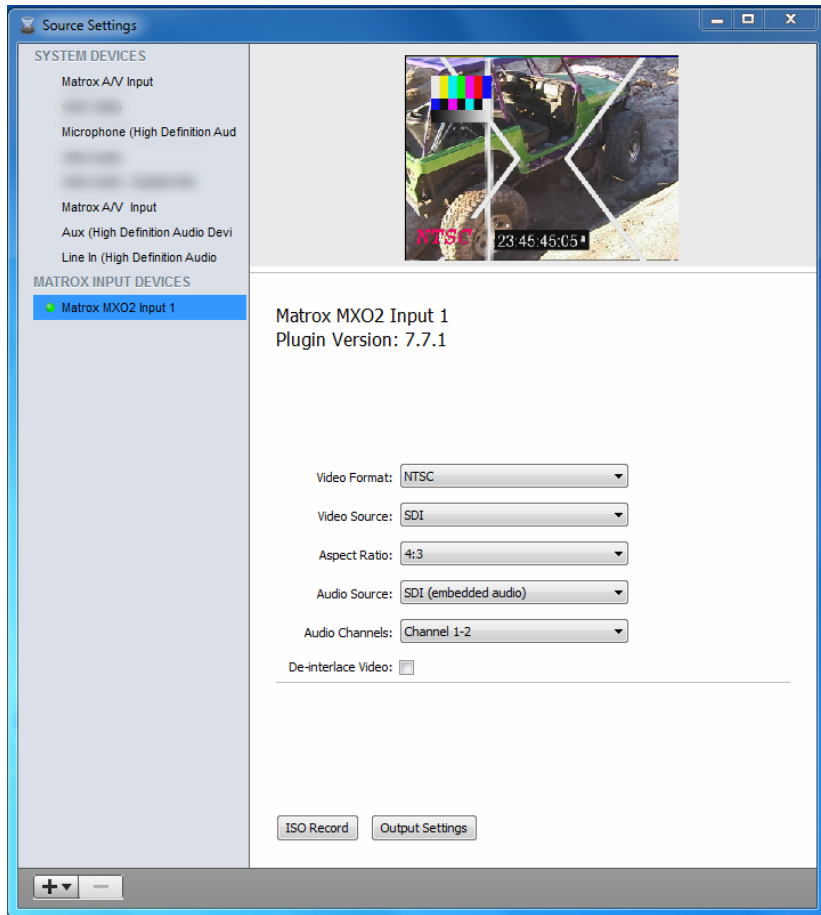 Source Settings
SYSTEM DEVICES
Matrox A/V Input
Microphone (High Definition Aud
Matrox A/V Input
Aux (High Definition Audio Devi
Line In (High Definition Audio
MATROX INPUT DEVICES
Matrox MXO2 Input 1
NTSC
23:45:45:05
Matrox MXO2 Input 1
Plugin Version: 7.7.1
Video Format: NTSC
Video Source: SDI
Aspect Ratio: 4:3
Audio Source: SDI (embedded audio)
Audio Channels: Channel 1-2
De-interlace Video:
ISO Record Output Settings